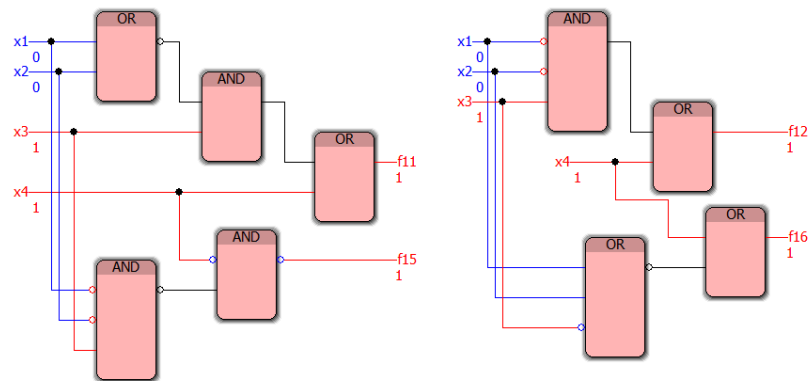 OR
x1
0
x2
0
AND
x3
1
OR
f11
1
x4
1
AND
f15
1
AND
AND
x1
0
x2
0
x3
1
OR
f12
1
x4
1
OR
f16
1
OR